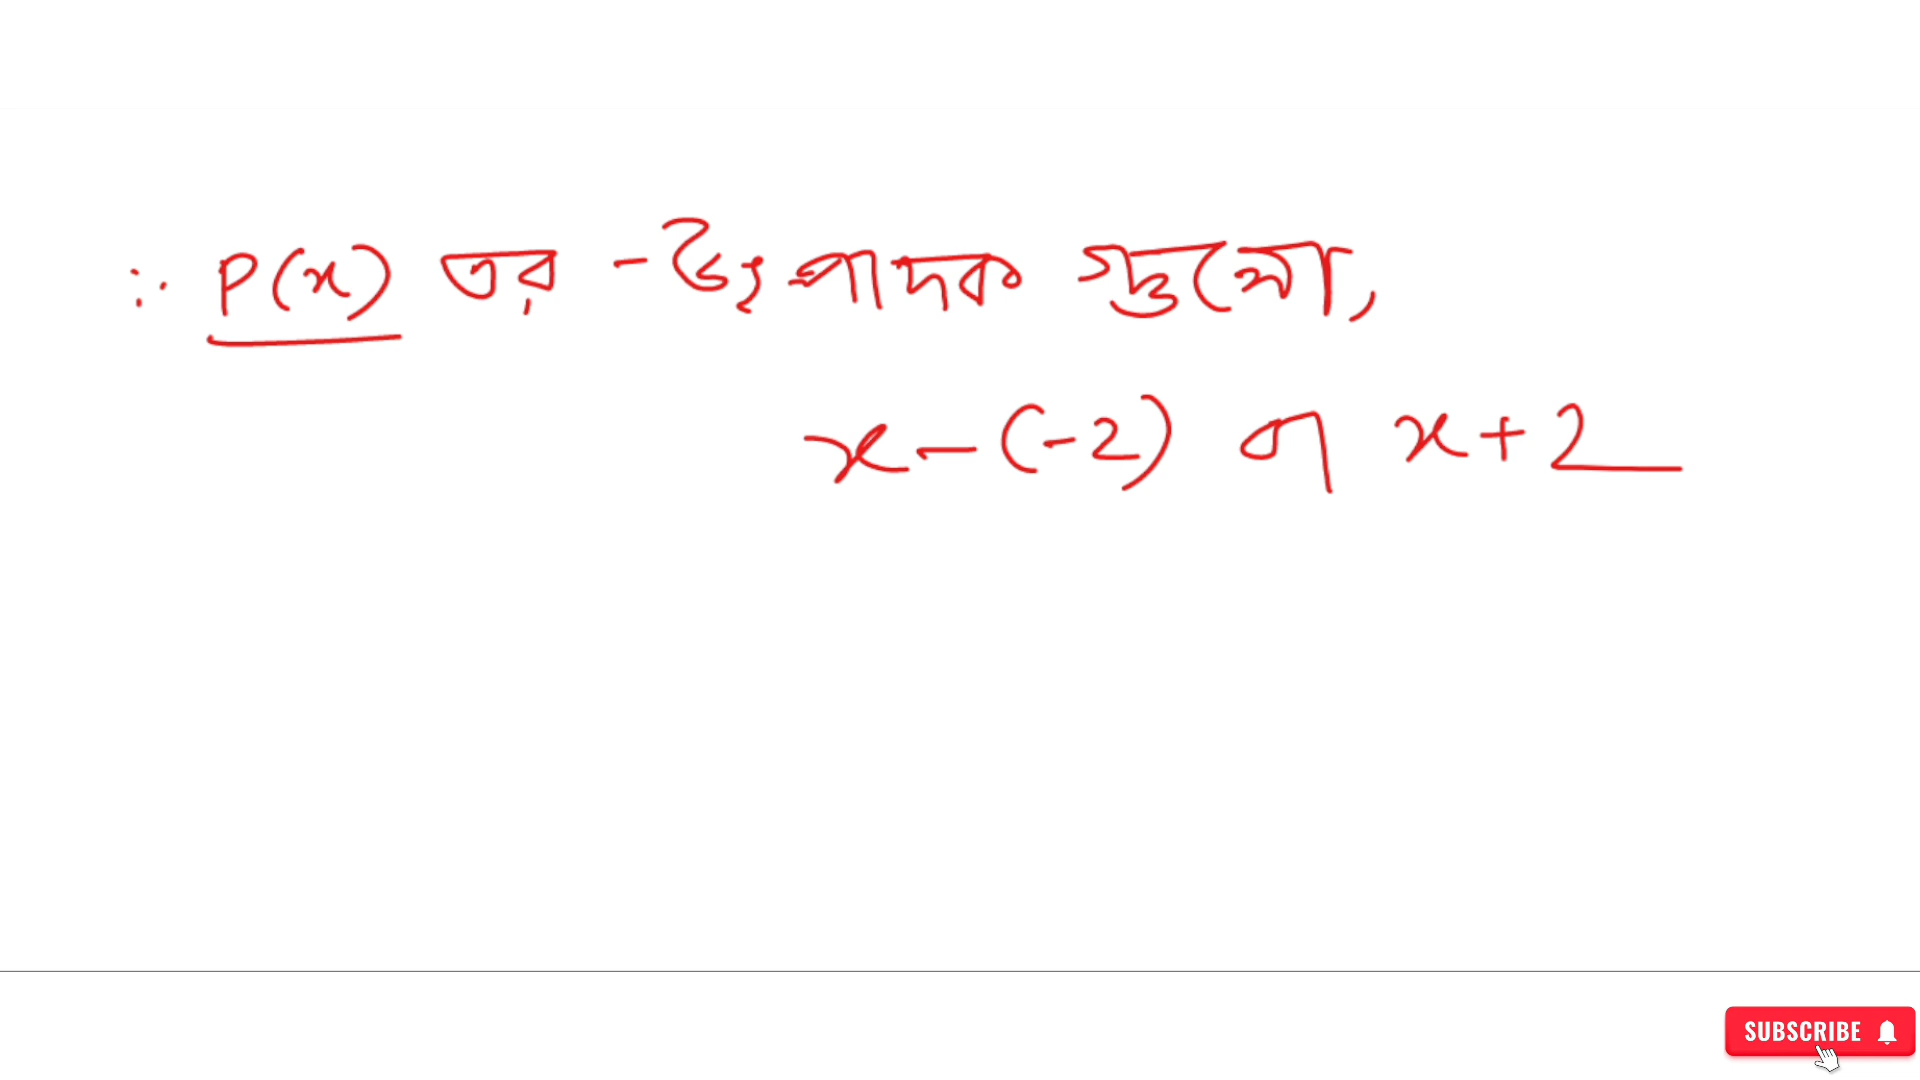 ∴ P(x) এর উৎপাদক গুলো,
x-(-2) বা x+2
SUBSCRIBE